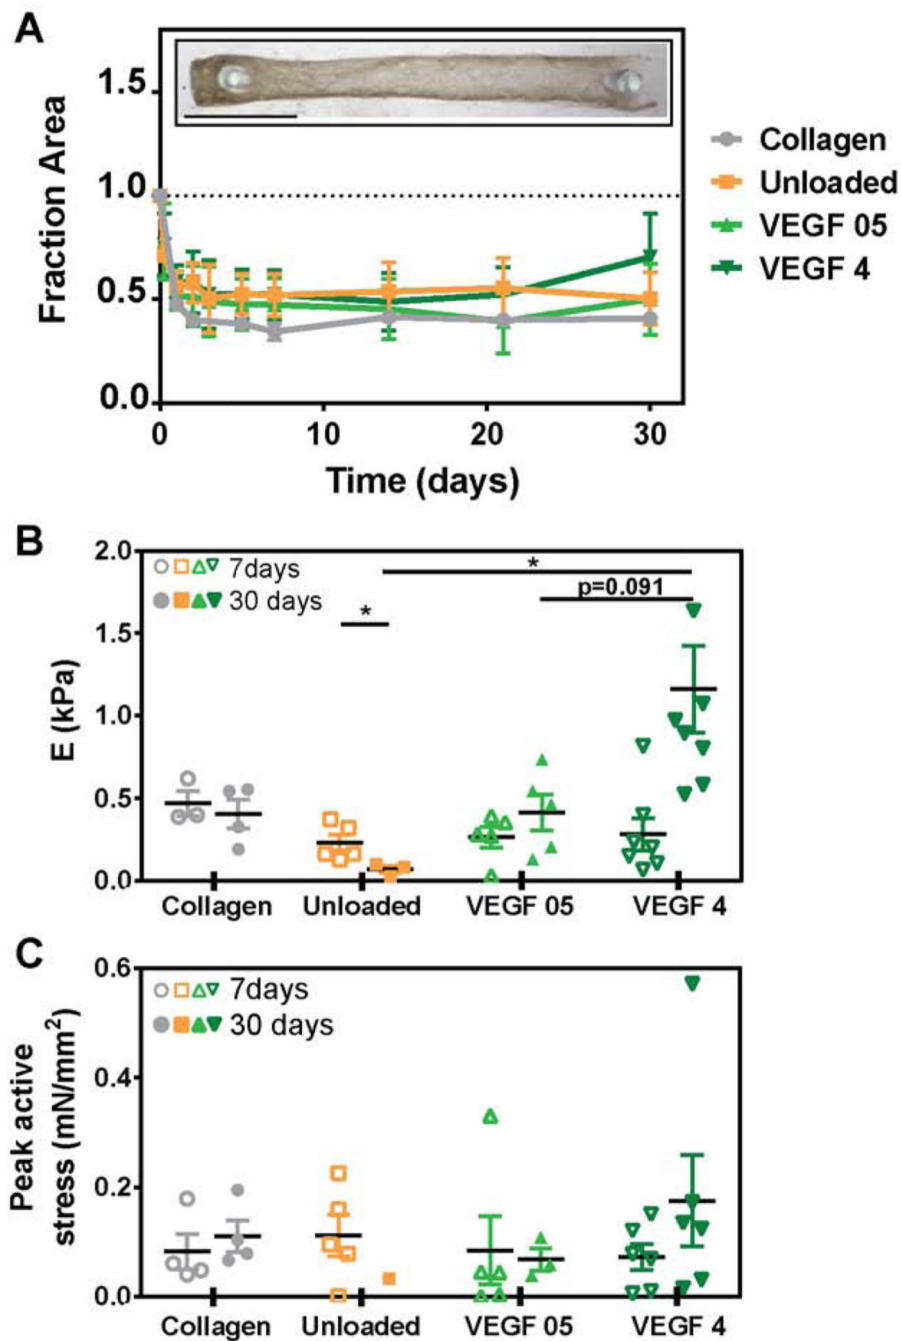 A
Fraction Area
1.5
1.0
0.5
0.0
0 10 20 30
Time (days)
Collagen
Unloaded
VEGF 05
VEGF 4
B
E (kPa)
2.0
1.5
1.0
0.5
0.0
7days
30 days
*
*
p=0.091
Collagen Unloaded VEGF 05 VEGF 4
C
Peak active
stress (mN/mm²)
0.6
0.4
0.2
0.0
7days
30 days
Collagen Unloaded VEGF 05 VEGF 4